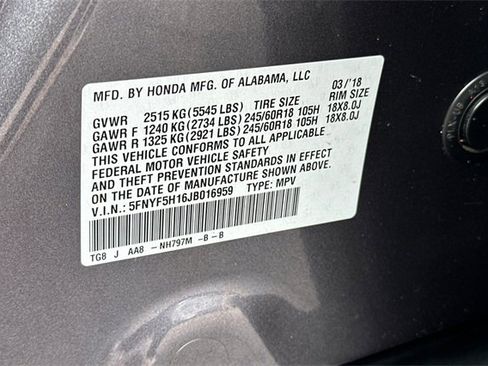 MFD. BY HONDA MFG. OF ALABAMA, LLC 03/'18
GVWR 2515 KG (5545 LBS) TIRE SIZE RIM SIZE
GAWR F 1240 KG (2734 LBS) 245/60R18 105H 18X8.0J
GAWR R 1325 KG (2921 LBS) 245/60R18 105H 18X8.0J
THIS VEHICLE CONFORMS TO ALL APPLICABLE
FEDERAL MOTOR VEHICLE SAFETY
AND THEFT PREVENTION STANDARDS IN EFFECT
ON THE DATE OF MANUFACTURE SHOWN ABOVE.
V.I.N.: 5FNYF5H16JB016959 TYPE: MPV
TG8 J AA8 - NH797M -B - B